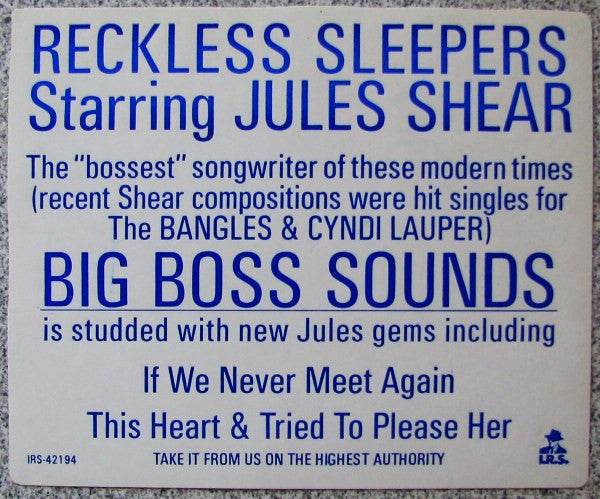 RECKLESS SLEEPERS
Starring JULES SHEAR
The "bossest" songwriter of these modern times
(recent Shear compositions were hit singles for
The BANGLES & CYNDI LAUPER)
BIG BOSS SOUNDS
is studded with new Jules gems including
If We Never Meet Again
This Heart & Tried To Please Her
IRS-42194
TAKE IT FROM US ON THE HIGHEST AUTHORITY
I.R.S.